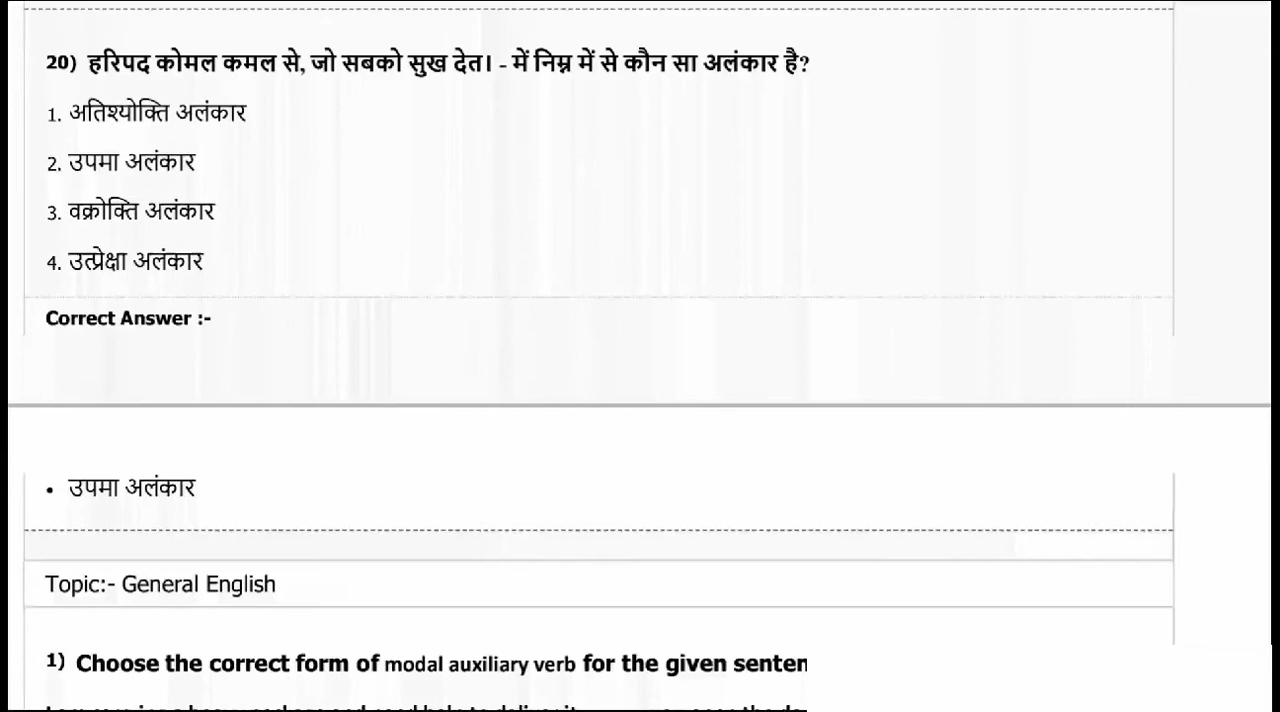 20) हरिपद कोमल कमल से, जो सबको सुख देत। - में निम्न में से कौन सा अलंकार है?
1. अतिश्योक्ति अलंकार
2. उपमा अलंकार
3. वक्रोक्ति अलंकार
4. उत्प्रेक्षा अलंकार
Correct Answer :-
• उपमा अलंकार
Topic:- General English
1) Choose the correct form of modal auxiliary verb for the given